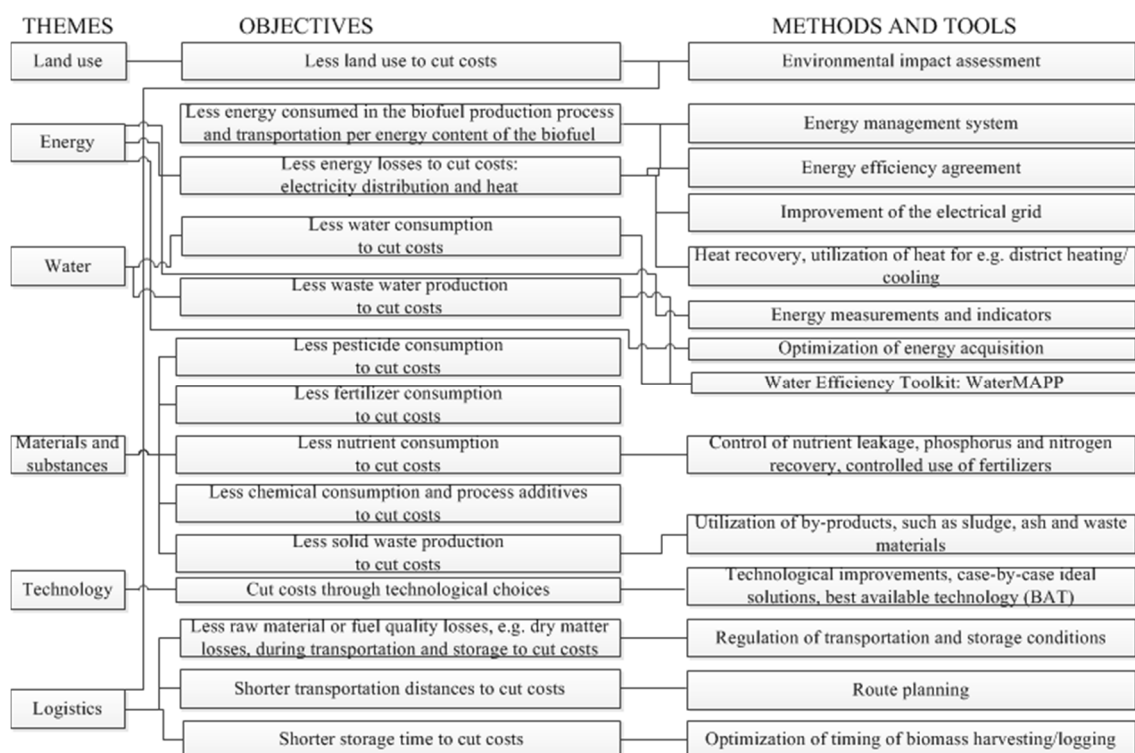 THEMES
OBJECTIVES
METHODS AND TOOLS
Land use
Less land use to cut costs
Environmental impact assessment
Energy
Less energy consumed in the biofuel production process
and transportation per energy content of the biofuel
Energy management system
Less energy losses to cut costs:
electricity distribution and heat
Energy efficiency agreement
Improvement of the electrical grid
Water
Less water consumption
to cut costs
Heat recovery, utilization of heat for e.g. district heating/
cooling
Less waste water production
to cut costs
Energy measurements and indicators
Optimization of energy acquisition
Water Efficiency Toolkit: WaterMAPP
Materials and
substances
Less pesticide consumption
to cut costs
Less fertilizer consumption
to cut costs
Less nutrient consumption
to cut costs
Control of nutrient leakage, phosphorus and nitrogen
recovery, controlled use of fertilizers
Less chemical consumption and process additives
to cut costs
Less solid waste production
to cut costs
Utilization of by-products, such as sludge, ash and waste
materials
Technology
Cut costs through technological choices
Technological improvements, case-by-case ideal
solutions, best available technology (BAT)
Logistics
Less raw material or fuel quality losses, e.g. dry matter
losses, during transportation and storage to cut costs
Regulation of transportation and storage conditions
Shorter transportation distances to cut costs
Route planning
Shorter storage time to cut costs
Optimization of timing of biomass harvesting/logging